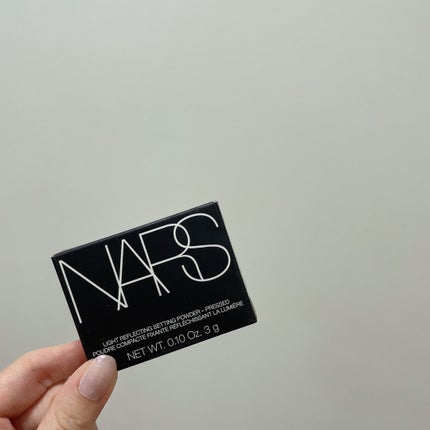 NARS
LIGHT REFLECTING SETTING POWDER – PRESSED
POUDRE COMPACTE FIXANTE RÉFLÉCHISSANT LA LUMIÈRE
NET WT. 0.10 Oz. 3 g